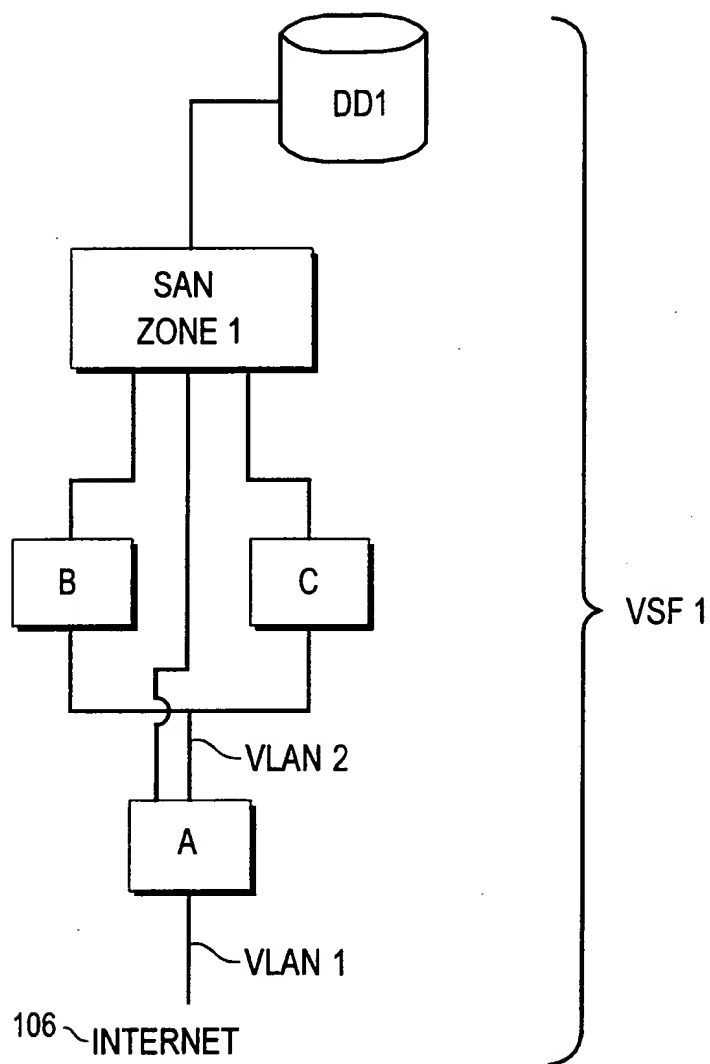 DD1
SAN
ZONE 1
B
C
VSF 1
VLAN 2
A
VLAN 1
106 INTERNET